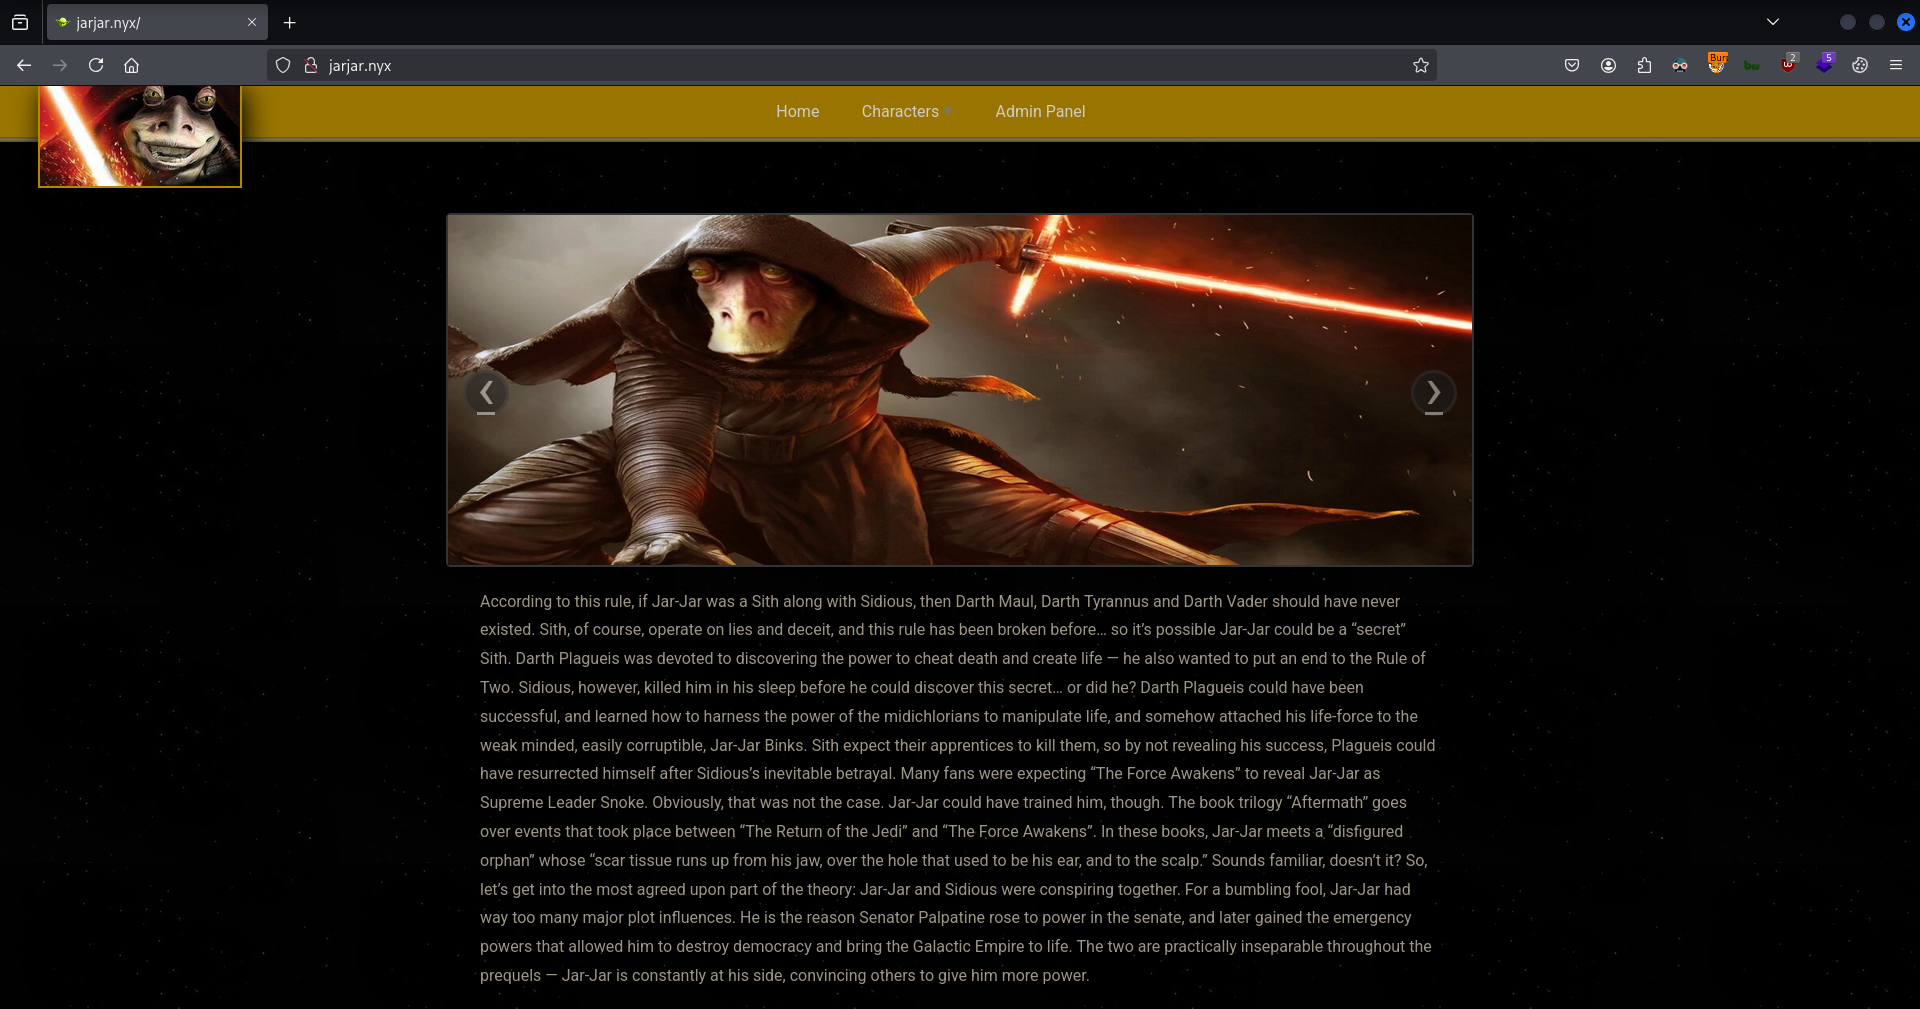 jarjar.nyx/
jarjar.nyx
Bur
2
5
Home Characters ▼ Admin Panel
❮ ❯
According to this rule, if Jar-Jar was a Sith along with Sidious, then Darth Maul, Darth Tyrannus and Darth Vader should have never
existed. Sith, of course, operate on lies and deceit, and this rule has been broken before… so it’s possible Jar-Jar could be a “secret”
Sith. Darth Plagueis was devoted to discovering the power to cheat death and create life — he also wanted to put an end to the Rule of
Two. Sidious, however, killed him in his sleep before he could discover this secret… or did he? Darth Plagueis could have been
successful, and learned how to harness the power of the midichlorians to manipulate life, and somehow attached his life-force to the
weak minded, easily corruptible, Jar-Jar Binks. Sith expect their apprentices to kill them, so by not revealing his success, Plagueis could
have resurrected himself after Sidious’s inevitable betrayal. Many fans were expecting “The Force Awakens” to reveal Jar-Jar as
Supreme Leader Snoke. Obviously, that was not the case. Jar-Jar could have trained him, though. The book trilogy “Aftermath” goes
over events that took place between “The Return of the Jedi” and “The Force Awakens”. In these books, Jar-Jar meets a “disfigured
orphan” whose “scar tissue runs up from his jaw, over the hole that used to be his ear, and to the scalp.” Sounds familiar, doesn’t it? So,
let’s get into the most agreed upon part of the theory: Jar-Jar and Sidious were conspiring together. For a bumbling fool, Jar-Jar had
way too many major plot influences. He is the reason Senator Palpatine rose to power in the senate, and later gained the emergency
powers that allowed him to destroy democracy and bring the Galactic Empire to life. The two are practically inseparable throughout the
prequels — Jar-Jar is constantly at his side, convincing others to give him more power.